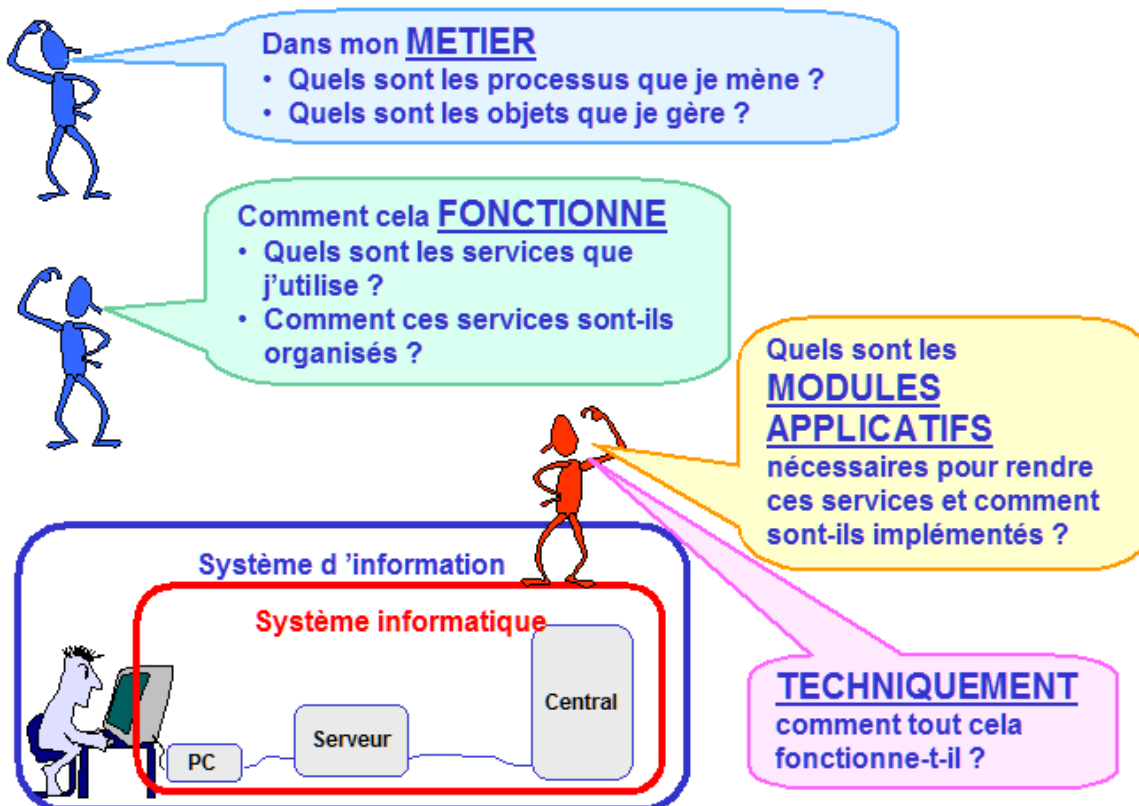 Dans mon METIER
• Quels sont les processus que je mène ?
• Quels sont les objets que je gère ?
Comment cela FONCTIONNE
• Quels sont les services que
j’utilise ?
• Comment ces services sont-ils
organisés ?
Quels sont les
MODULES
APPLICATIFS
nécessaires pour rendre
ces services et comment
sont-ils implémentés ?
Système d ’information
Système informatique
Central
Serveur
PC
TECHNIQUEMENT
comment tout cela
fonctionne-t-il ?